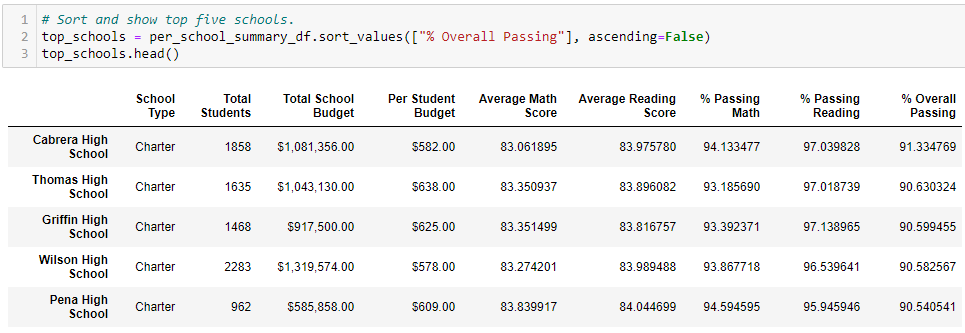 1 # Sort and show top five schools.
2 top_schools = per_school_summary_df.sort_values(["% Overall Passing"], ascending=False)
3 top_schools.head()
School Total Total School Per Student Average Math Average Reading % Passing % Passing % Overall
Type Students Budget Budget Score Score Math Reading Passing
Cabrera High School Charter 1858 $1,081,356.00 $582.00 83.061895 83.975780 94.133477 97.039828 91.334769
Thomas High School Charter 1635 $1,043,130.00 $638.00 83.350937 83.896082 93.185690 97.018739 90.630324
Griffin High School Charter 1468 $917,500.00 $625.00 83.351499 83.816757 93.392371 97.138965 90.599455
Wilson High School Charter 2283 $1,319,574.00 $578.00 83.274201 83.989488 93.867718 96.539641 90.582567
Pena High School Charter 962 $585,858.00 $609.00 83.839917 84.044699 94.594595 95.945946 90.540541